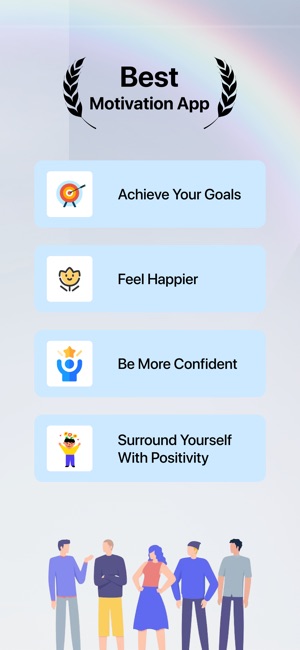 Best
Motivation App
Achieve Your Goals
Feel Happier
Be More Confident
Surround Yourself
With Positivity